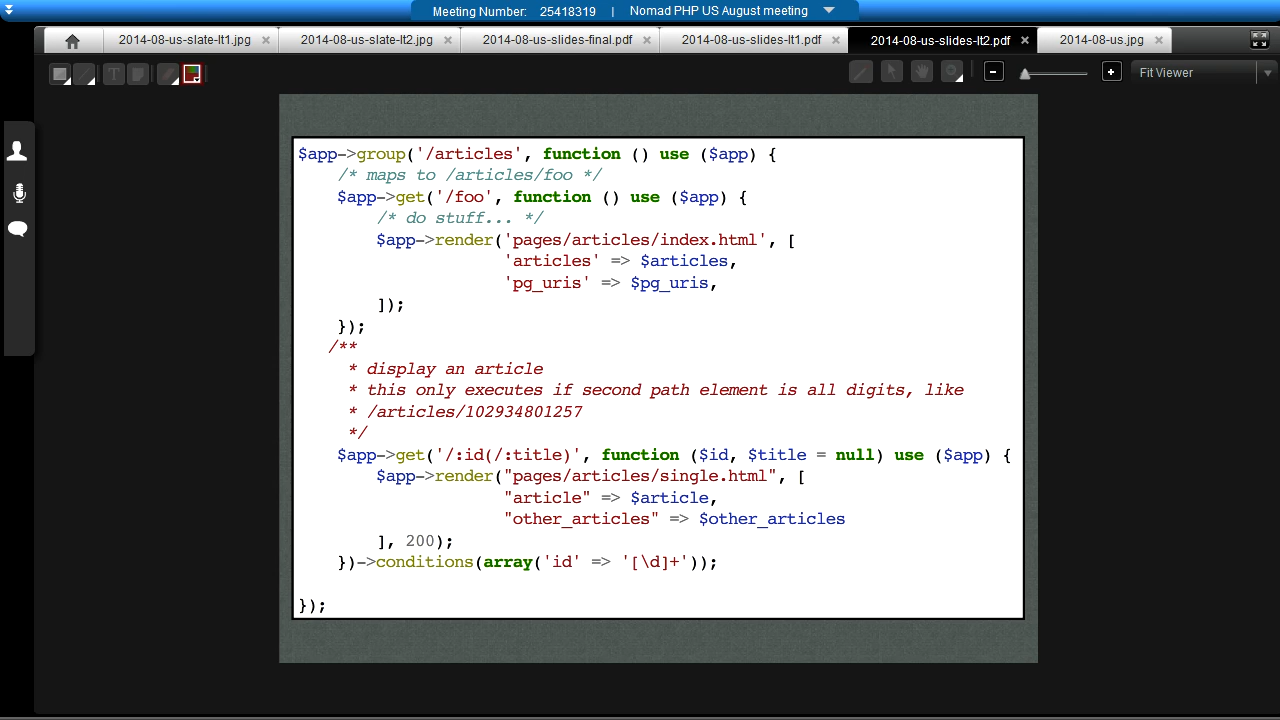 Meeting Number: 25418319 | Nomad PHP US August meeting
2014-08-us-slate-lt1.jpg 2014-08-us-slate-lt2.jpg 2014-08-us-slides-final.pdf 2014-08-us-slides-lt1.pdf 2014-08-us-slides-lt2.pdf 2014-08-us.jpg
T Fit Viewer
$app->group('/articles', function () use ($app) {
    /* maps to /articles/foo */
    $app->get('/foo', function () use ($app) {
        /* do stuff... */
        $app->render('pages/articles/index.html', [
                     'articles' => $articles,
                     'pg_uris' => $pg_uris,
        ]);
    });
   /**
     * display an article
     * this only executes if second path element is all digits, like
     * /articles/102934801257
     */
    $app->get('/:id(/:title)', function ($id, $title = null) use ($app) {
        $app->render("pages/articles/single.html", [
                     "article" => $article,
                     "other_articles" => $other_articles
        ], 200);
    })->conditions(array('id' => '[\d]+'));
});